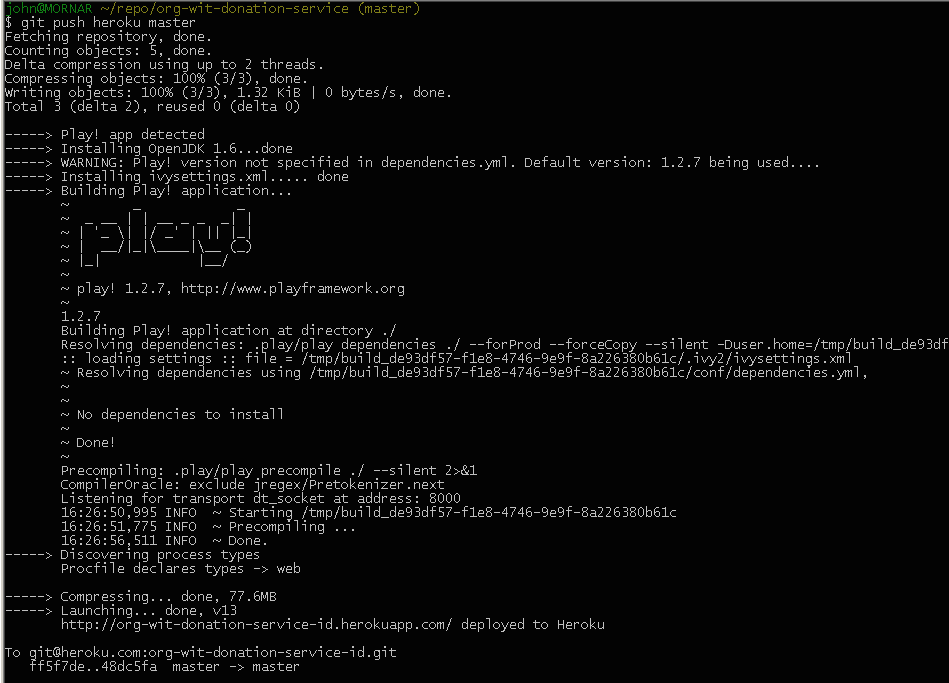 john@MORNAR ~/repo/org-wit-donation-service (master)
$ git push heroku master
Fetching repository, done.
Counting objects: 5, done.
Delta compression using up to 2 threads.
Compressing objects: 100% (3/3), done.
Writing objects: 100% (3/3), 1.32 KiB | 0 bytes/s, done.
Total 3 (delta 2), reused 0 (delta 0)
-----> Play! app detected
-----> Installing OpenJDK 1.6...done
-----> WARNING: Play! version not specified in dependencies.yml. Default version: 1.2.7 being used....
-----> Installing ivysettings.xml..... done
-----> Building Play! application...
~        _            _
~  _ __ | | __ _ _  _| |
~ | '_ \| |/ _' | || |_|
~ |  __/|_|\____|\__ (_)
~ |_|            |__/
~
~ play! 1.2.7, http://www.playframework.org
~
1.2.7
Building Play! application at directory ./
Resolving dependencies: .play/play dependencies ./ --forProd --forceCopy --silent -Duser.home=/tmp/build_de93df
:: loading settings :: file = /tmp/build_de93df57-f1e8-4746-9e9f-8a226380b61c/.ivy2/ivysettings.xml
~ Resolving dependencies using /tmp/build_de93df57-f1e8-4746-9e9f-8a226380b61c/conf/dependencies.yml,
~
~
~ No dependencies to install
~
~ Done!
~
Precompiling: .play/play precompile ./ --silent 2>&1
CompilerOracle: exclude jregex/Pretokenizer.next
Listening for transport dt_socket at address: 8000
16:26:50,995 INFO  ~ Starting /tmp/build_de93df57-f1e8-4746-9e9f-8a226380b61c
16:26:51,775 INFO  ~ Precompiling ...
16:26:56,511 INFO  ~ Done.
-----> Discovering process types
Procfile declares types -> web
-----> Compressing... done, 77.6MB
-----> Launching... done, v13
http://org-wit-donation-service-id.herokuapp.com/ deployed to Heroku
To git@heroku.com:org-wit-donation-service-id.git
ff5f7de..48dc5fa  master -> master